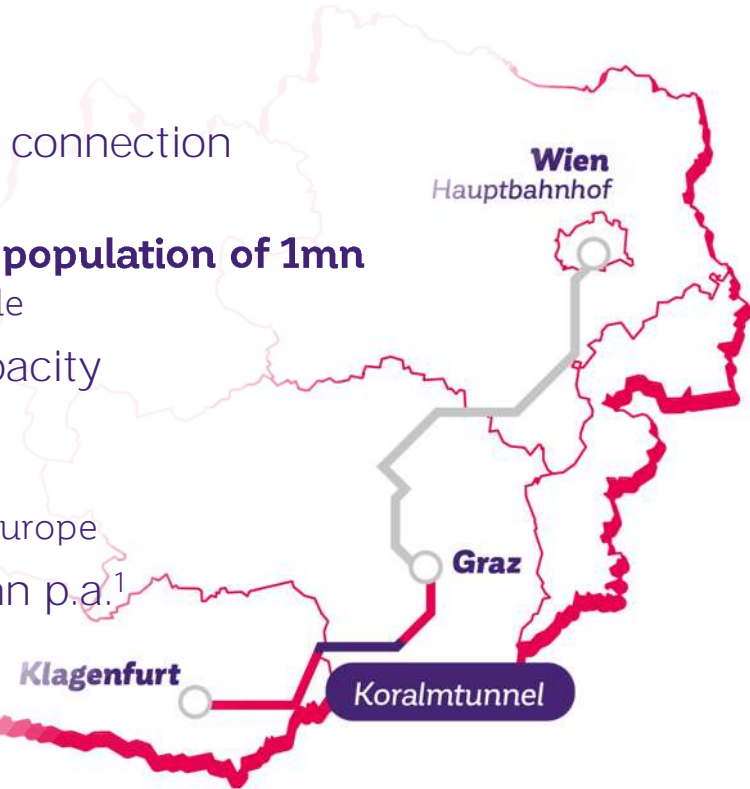 connection
population of 1mn
le
pacity
urope
n p.a.¹
Wien
Hauptbahnhof
Graz
Klagenfurt
Koralmtunnel